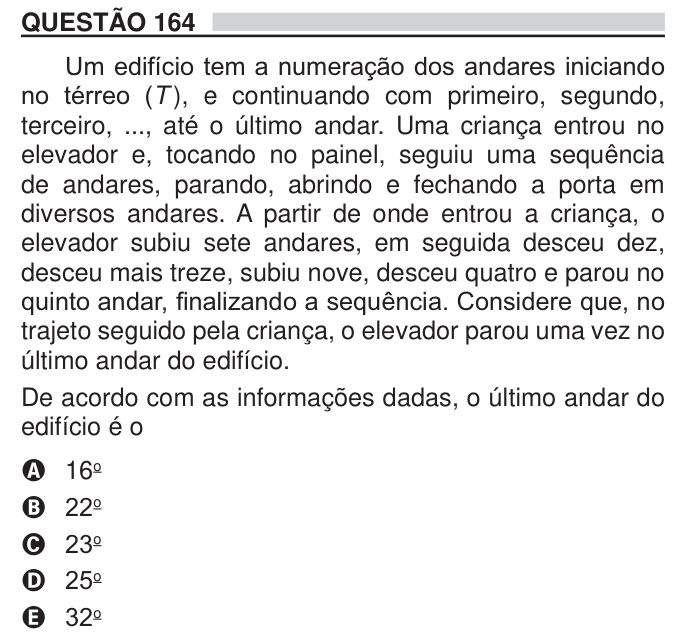 QUESTÃO 164
Um edifício tem a numeração dos andares iniciando
no térreo (T), e continuando com primeiro, segundo,
terceiro, ..., até o último andar. Uma criança entrou no
elevador e, tocando no painel, seguiu uma sequência
de andares, parando, abrindo e fechando a porta em
diversos andares. A partir de onde entrou a criança, o
elevador subiu sete andares, em seguida desceu dez,
desceu mais treze, subiu nove, desceu quatro e parou no
quinto andar, finalizando a sequência. Considere que, no
trajeto seguido pela criança, o elevador parou uma vez no
último andar do edifício.
De acordo com as informações dadas, o último andar do
edifício é o
A 16º
B 22º
C 23º
D 25º
E 32º